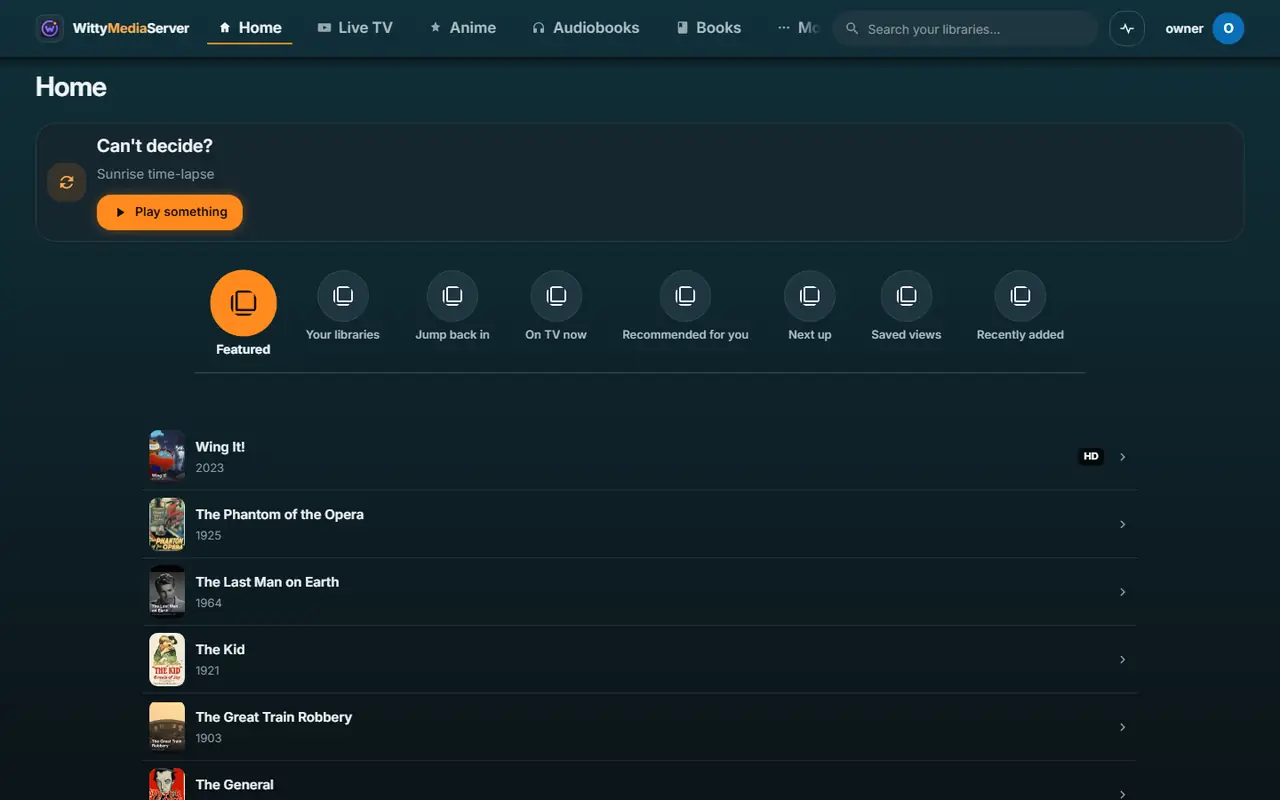 WittyMediaServer
Home
Live TV
Anime
Audiobooks
Books
Mo
Search your libraries...
owner
O
Home
Can't decide?
Sunrise time-lapse
Play something
Featured
Your libraries
Jump back in
On TV now
Recommended for you
Next up
Saved views
Recently added
Wing It!
2023
HD
The Phantom of the Opera
1925
The Last Man on Earth
1964
THE KID
The Kid
1921
The Great Train Robbery
1903
The General